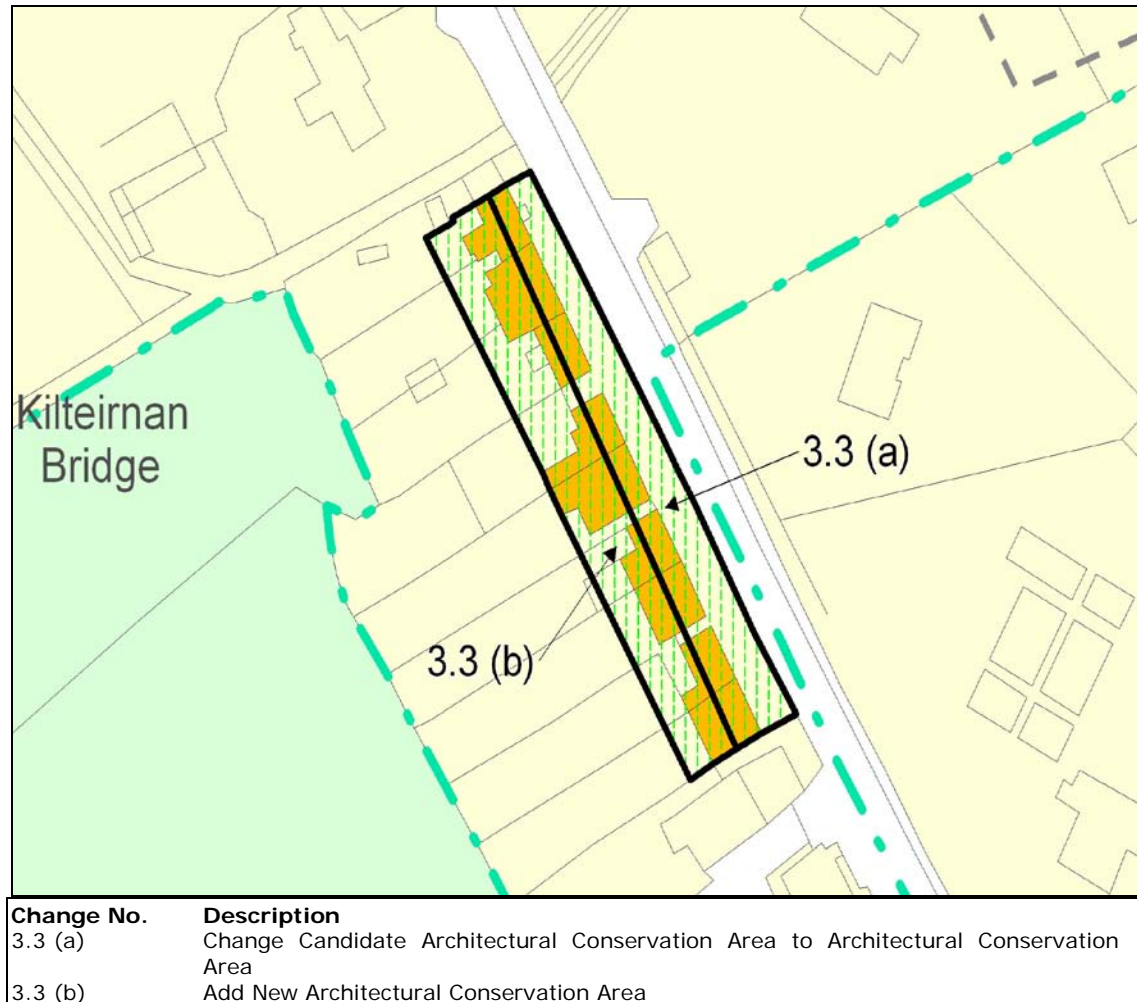 3.3 (a)
Kilteirnan
Bridge
3.3 (b)
Change No. Description
3.3 (a) Change Candidate Architectural Conservation Area to Architectural Conservation
Area
3.3 (b) Add New Architectural Conservation Area